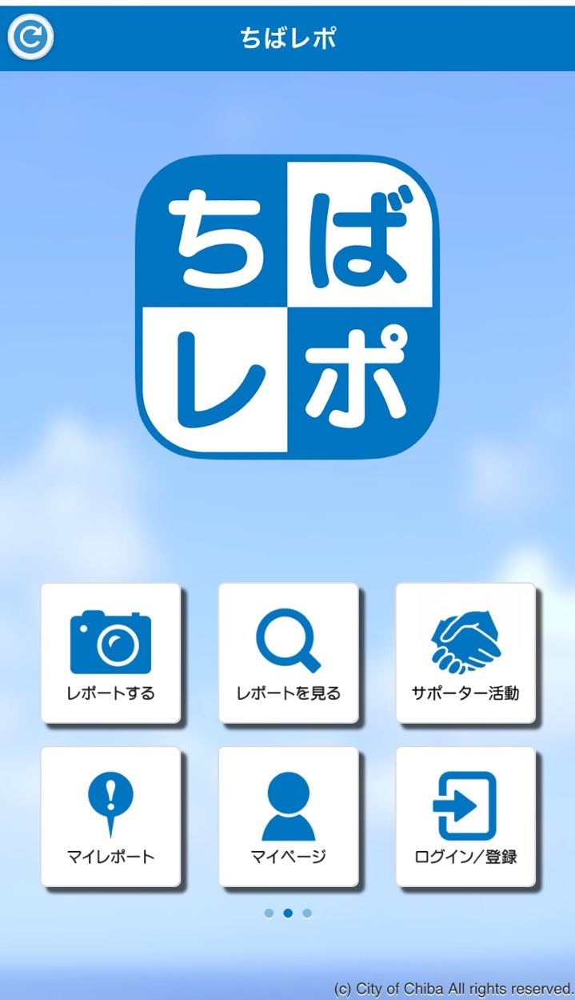 ちばレポ
ちば
レポ
レポートする
レポートを見る
サポーター活動
マイレポート
マイページ
ログイン/登録
(c) City of Chiba All rights reserved.